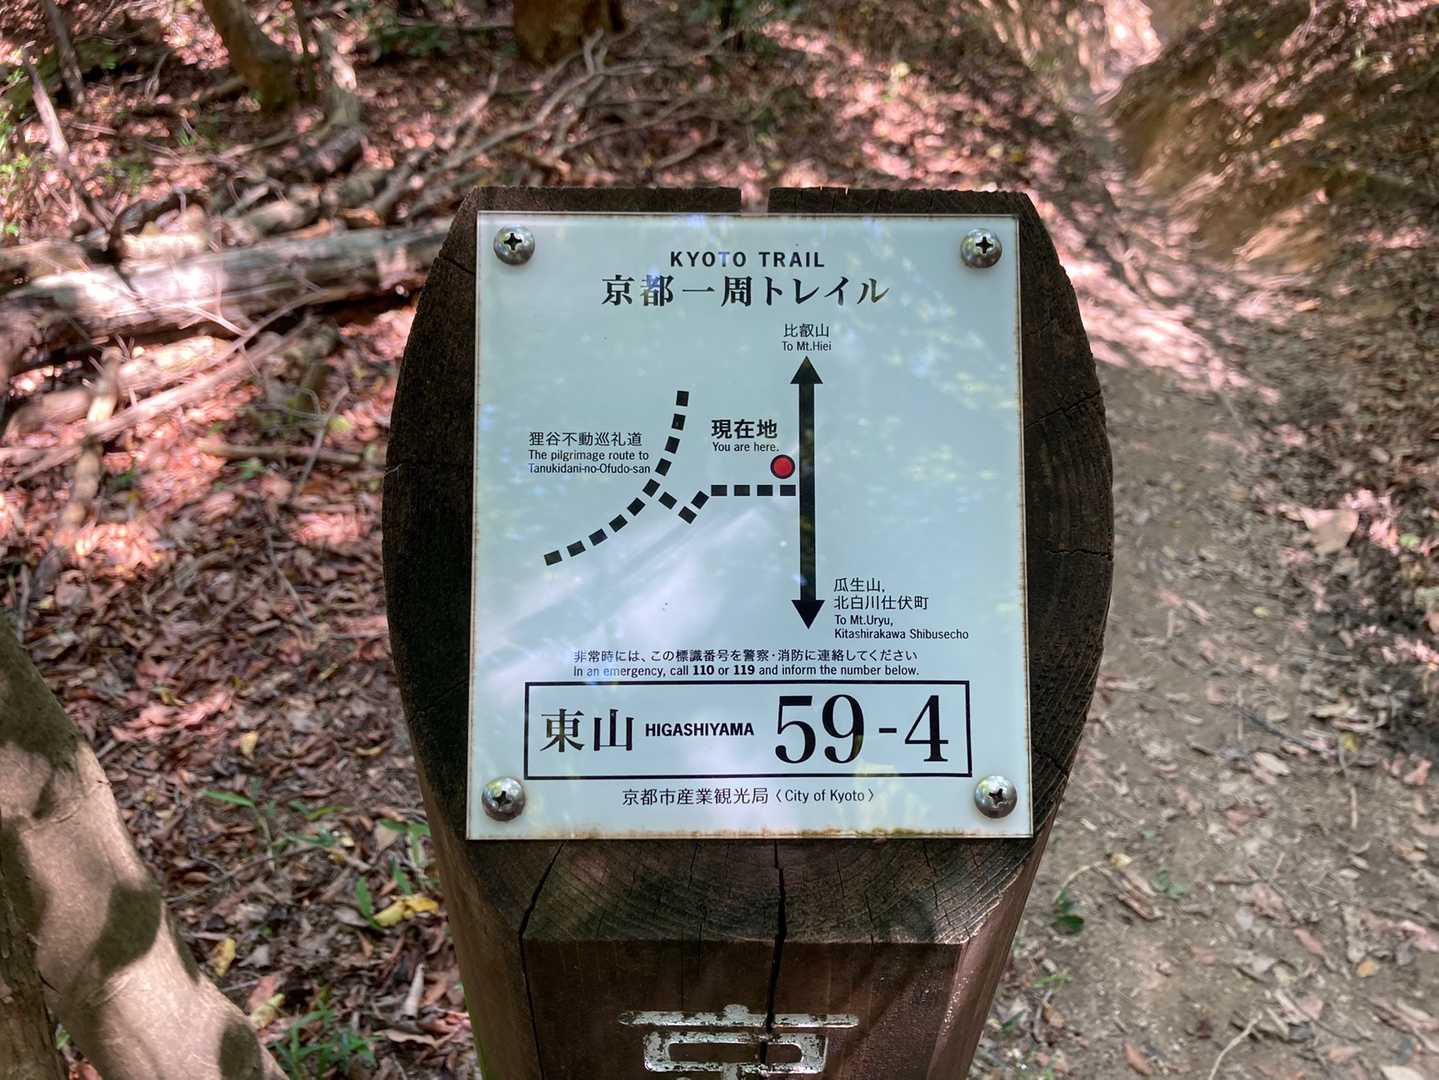 KYOTO TRAIL
京都一周トレイル
比叡山
To Mt.Hiei
現在地
You are here.
狸谷不動巡礼道
The pilgrimage route to
Tanukidani-no-Ofudo-san
瓜生山,
北白川仕伏町
To Mt.Uryu,
Kitashirakawa Shibusecho
非常時には、この標識番号を警察・消防に連絡してください
In an emergency, call 110 or 119 and inform the number below.
東山 HIGASHIYAMA 59-4
京都市産業観光局〈City of Kyoto〉